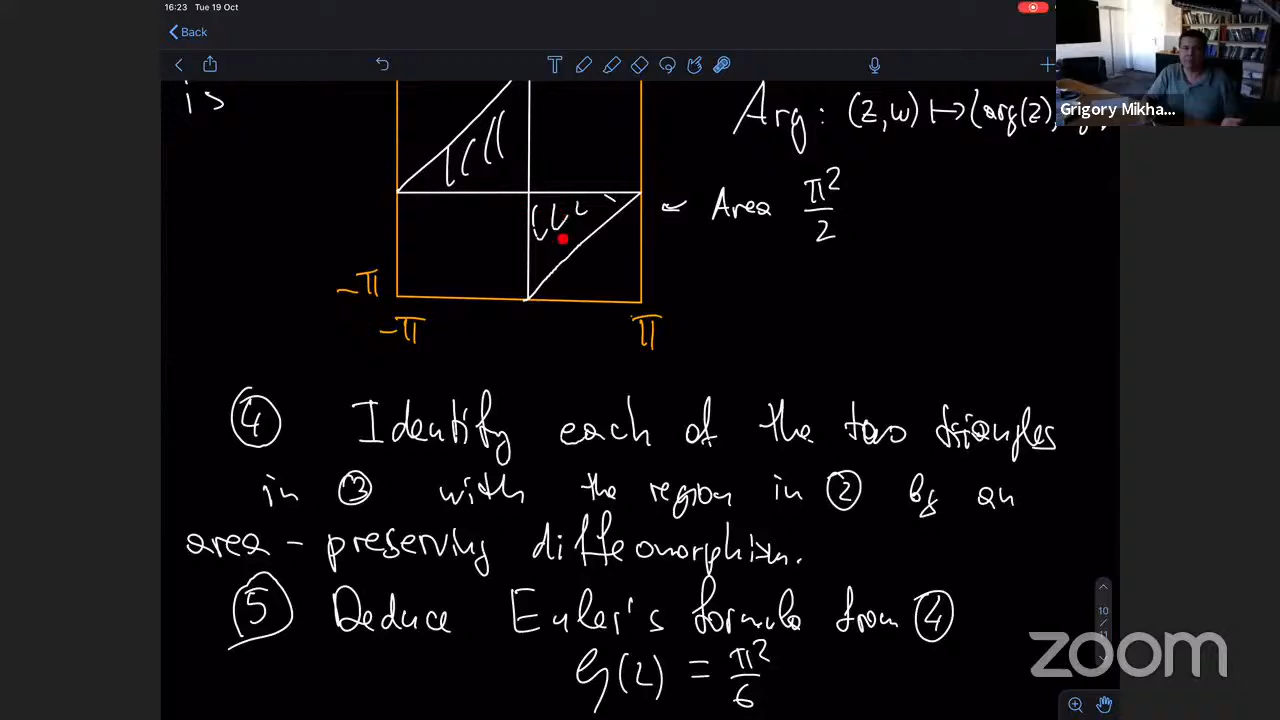 16:23 Tue 19 Oct
Back
is
Arg : (z,w) ↦ (arg(z),
Grigory Mikha...
← Area π²/2
-π
-π π
④ Identify each of the two triangles
in ③ with the region in ② by an
area-preserving diffeomorphism.
⑤ Deduce Euler's formula from ④
ζ(2) = π²/6
10
zoom